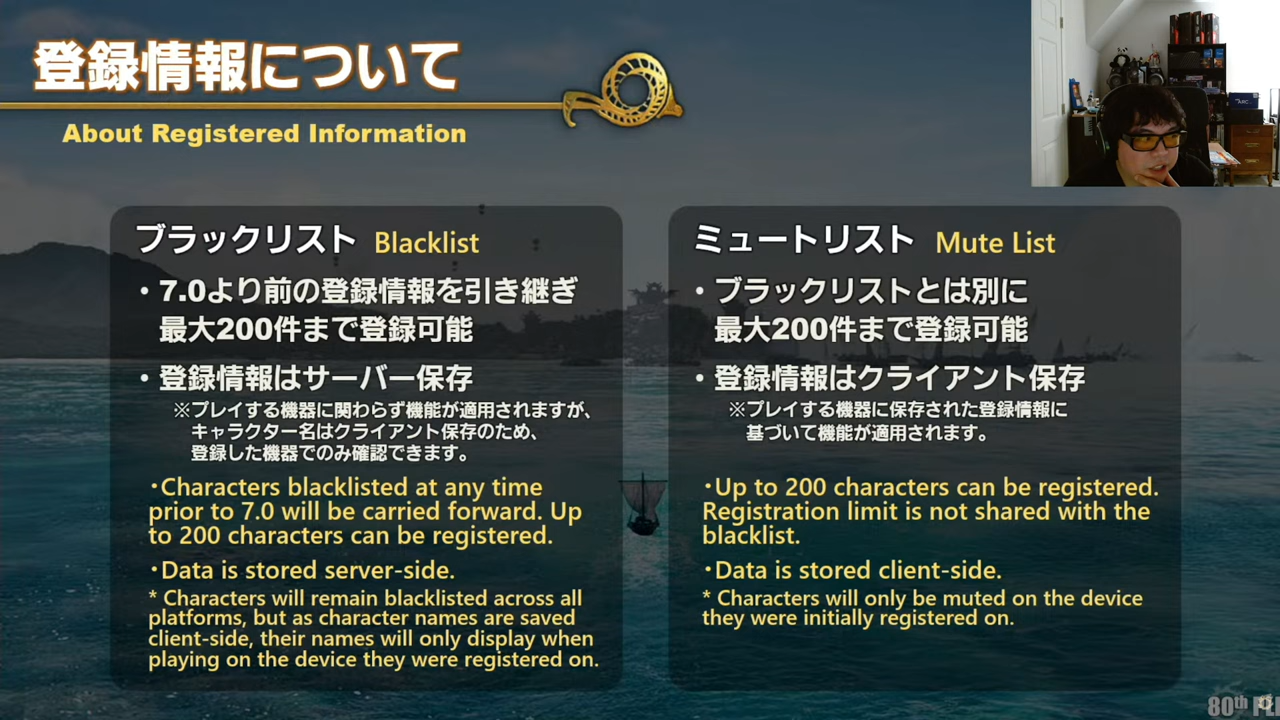 登録情報について
About Registered Information
ブラックリスト Blacklist
・7.0より前の登録情報を引き継ぎ
最大200件まで登録可能
・登録情報はサーバー保存
※プレイする機器に関わらず機能が適用されますが、
キャラクター名はクライアント保存のため、
登録した機器でのみ確認できます。
・Characters blacklisted at any time
prior to 7.0 will be carried forward. Up
to 200 characters can be registered.
・Data is stored server-side.
* Characters will remain blacklisted across all
platforms, but as character names are saved
client-side, their names will only display when
playing on the device they were registered on.
ミュートリスト Mute List
・ブラックリストとは別に
最大200件まで登録可能
・登録情報はクライアント保存
※プレイする機器に保存された登録情報に
基づいて機能が適用されます。
・Up to 200 characters can be registered.
Registration limit is not shared with the
blacklist.
・Data is stored client-side.
* Characters will only be muted on the device
they were initially registered on.
ARC
80th